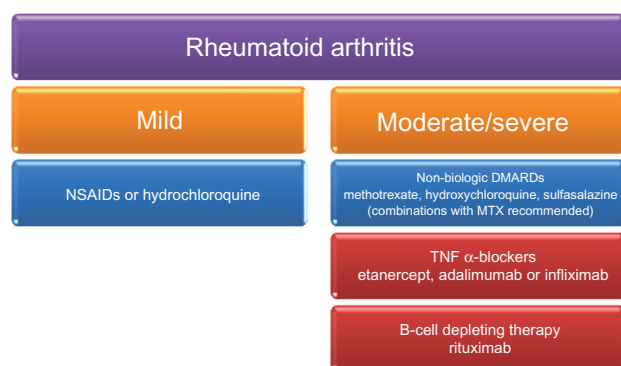 Rheumatoid arthritis
Mild
Moderate/severe
NSAIDs or hydrochloroquine
Non-biologic DMARDs
methotrexate, hydroxychloroquine, sulfasalazine
(combinations with MTX recommended)
TNF α-blockers
etanercept, adalimumab or infliximab
B-cell depleting therapy
rituximab